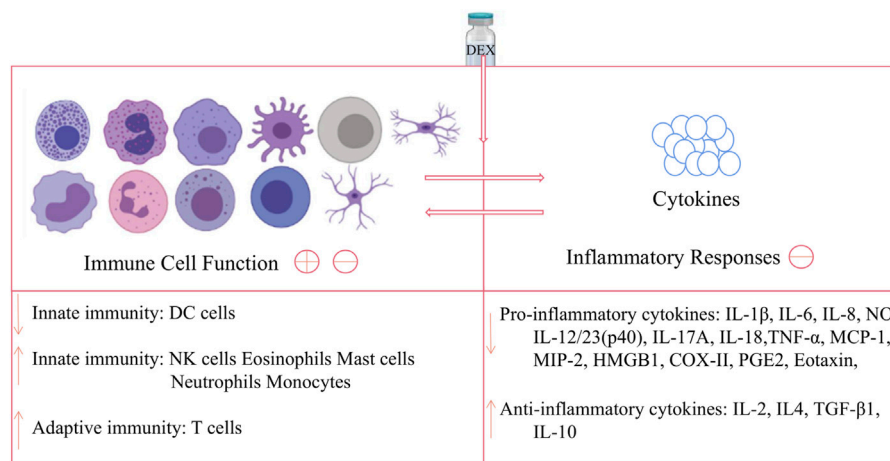 DEX
Cytokines
Immune Cell Function
Inflammatory Responses
Innate immunity: DC cells
Innate immunity: NK cells Eosinophils Mast cells
Neutrophils Monocytes
Adaptive immunity: T cells
Pro-inflammatory cytokines: IL-1β, IL-6, IL-8, NO
IL-12/23(p40), IL-17A, IL-18,TNF-α, MCP-1,
MIP-2, HMGB1, COX-II, PGE2, Eotaxin,
Anti-inflammatory cytokines: IL-2, IL4, TGF-β1,
IL-10